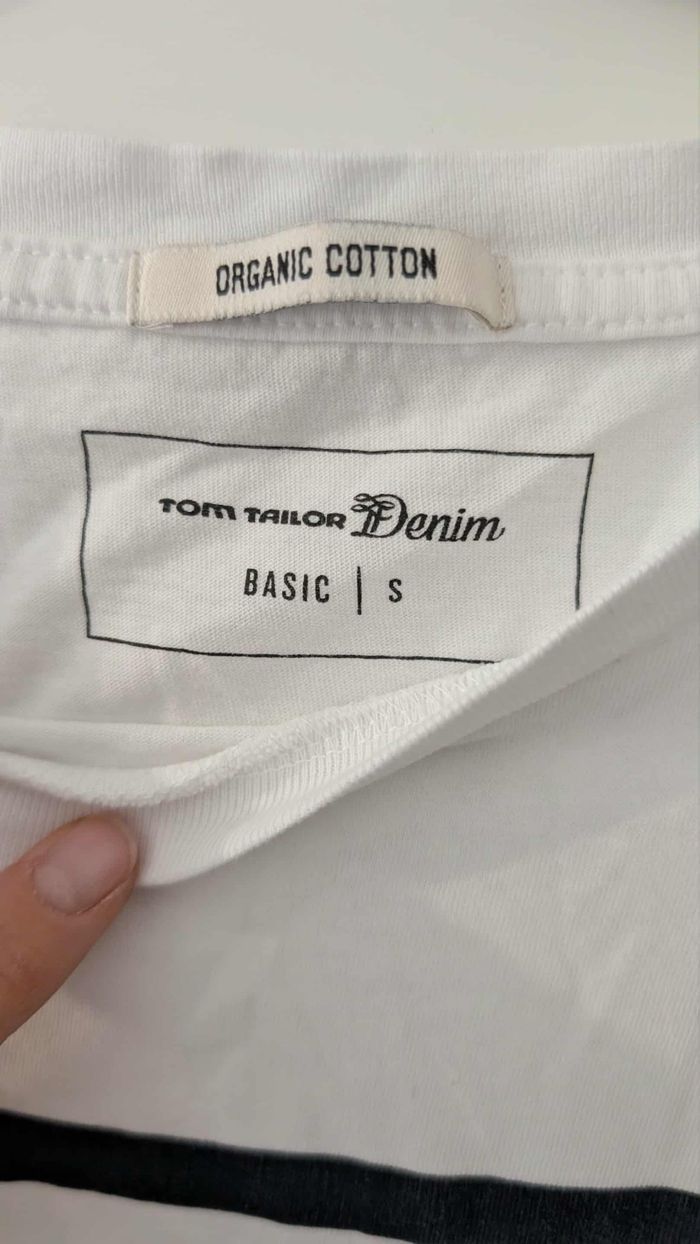 ORGANIC COTTON
TOM TAILOR Denim
BASIC | S